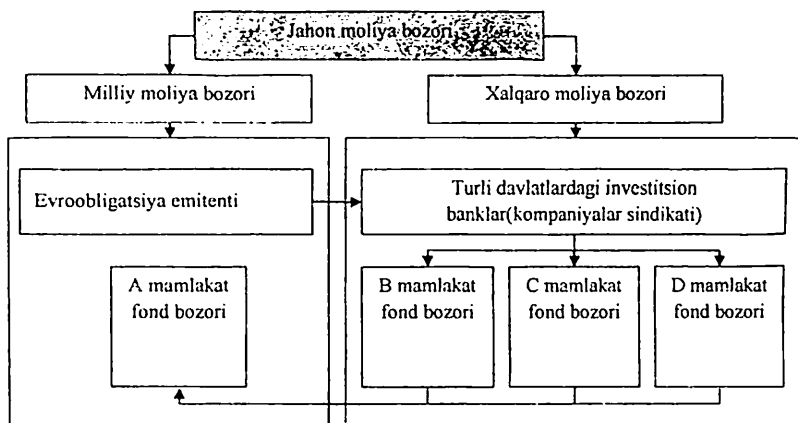 Jahon moliya bozori
Milliy moliya bozori
Xalqaro moliya bozori
Evroobligatsiya emitenti
Turli davlatlardagi investitsion
banklar(kompaniyalar sindikati)
A mamlakat
fond bozori
B mamlakat
fond bozori
C mamlakat
fond bozori
D mamlakat
fond bozori